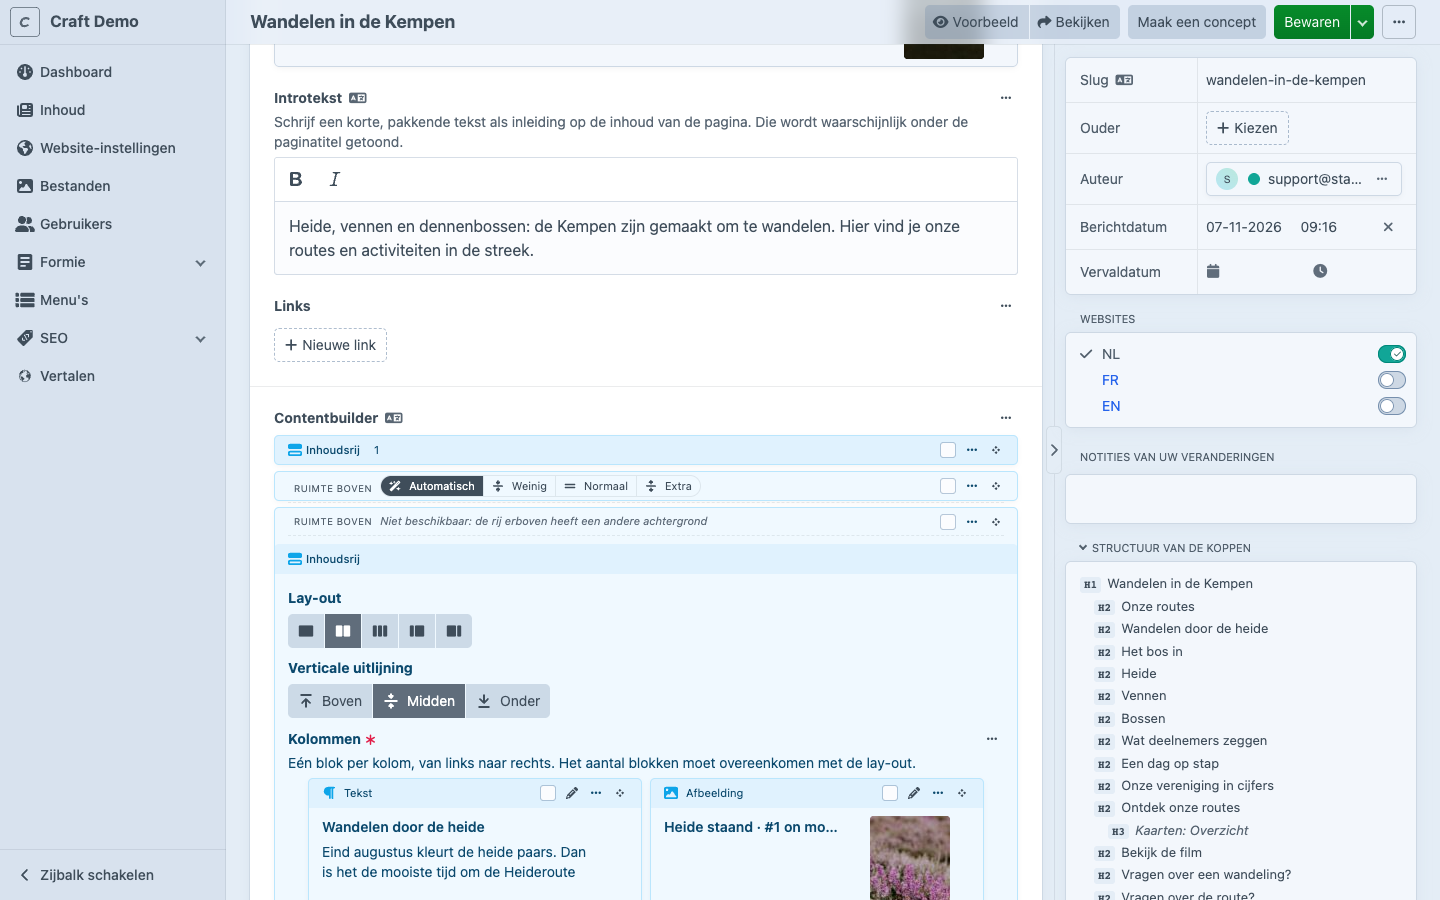 C
Craft Demo
Dashboard
Inhoud
Website-instellingen
Bestanden
Gebruikers
Formie
Menu's
SEO
Vertalen
Zijbalk schakelen
Wandelen in de Kempen
Voorbeeld
Bekijken
Maak een concept
Bewaren
Introtekst
Schrijf een korte, pakkende tekst als inleiding op de inhoud van de pagina. Die wordt waarschijnlijk onder de
paginatitel getoond.
B I
Heide, vennen en dennenbossen: de Kempen zijn gemaakt om te wandelen. Hier vind je onze
routes en activiteiten in de streek.
Links
Nieuwe link
Contentbuilder
Inhoudsrij 1
RUIMTE BOVEN Automatisch Weinig Normaal Extra
RUIMTE BOVEN Niet beschikbaar: de rij erboven heeft een andere achtergrond
Inhoudsrij
Lay-out
Verticale uitlijning
Boven Midden Onder
Kolommen *
Eén blok per kolom, van links naar rechts. Het aantal blokken moet overeenkomen met de lay-out.
Tekst
Wandelen door de heide
Eind augustus kleurt de heide paars. Dan
is het de mooiste tijd om de Heideroute
Afbeelding
Heide staand · #1 on mo...
Slug wandelen-in-de-kempen
Ouder Kiezen
Auteur S support@sta...
Berichtdatum 07-11-2026 09:16
Vervaldatum
WEBSITES
NL
FR
EN
NOTITIES VAN UW VERANDERINGEN
STRUCTUUR VAN DE KOPPEN
H1 Wandelen in de Kempen
H2 Onze routes
H2 Wandelen door de heide
H2 Het bos in
H2 Heide
H2 Vennen
H2 Bossen
H2 Wat deelnemers zeggen
H2 Een dag op stap
H2 Onze vereniging in cijfers
H2 Ontdek onze routes
H3 Kaarten: Overzicht
H2 Bekijk de film
H2 Vragen over een wandeling?
H2 Vragen over de route?